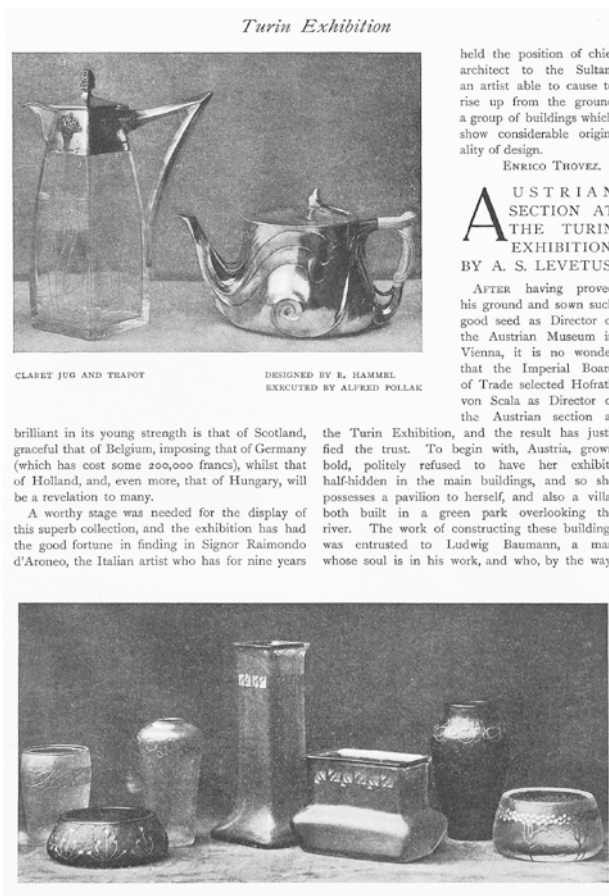 Turin Exhibition
CLARET JUG AND TEAPOT
DESIGNED BY R. HAMMEL
EXECUTED BY ALFRED POLLAK
brilliant in its young strength is that of Scotland,
graceful that of Belgium, imposing that of Germany
(which has cost some 200,000 francs), whilst that
of Holland, and, even more, that of Hungary, will
be a revelation to many.
A worthy stage was needed for the display of
this superb collection, and the exhibition has had
the good fortune in finding in Signor Raimondo
d'Aroneo, the Italian artist who has for nine years
held the position of chie
architect to the Sultan
an artist able to cause t
rise up from the ground
a group of buildings which
show considerable origin
ality of design.
ENRICO THOVEZ.
AUSTRIAN
SECTION AT
THE TURIN
EXHIBITION
BY A. S. LEVETUS
AFTER having prove
his ground and sown such
good seed as Director o
the Austrian Museum i
Vienna, it is no wonde
that the Imperial Boar
of Trade selected Hofrat
von Scala as Director o
the Austrian section a
the Turin Exhibition, and the result has just
fied the trust. To begin with, Austria, grow
bold, politely refused to have her exhibit
half-hidden in the main buildings, and so sh
possesses a pavilion to herself, and also a villa
both built in a green park overlooking th
river. The work of constructing these building
was entrusted to Ludwig Baumann, a ma
whose soul is in his work, and who, by the way